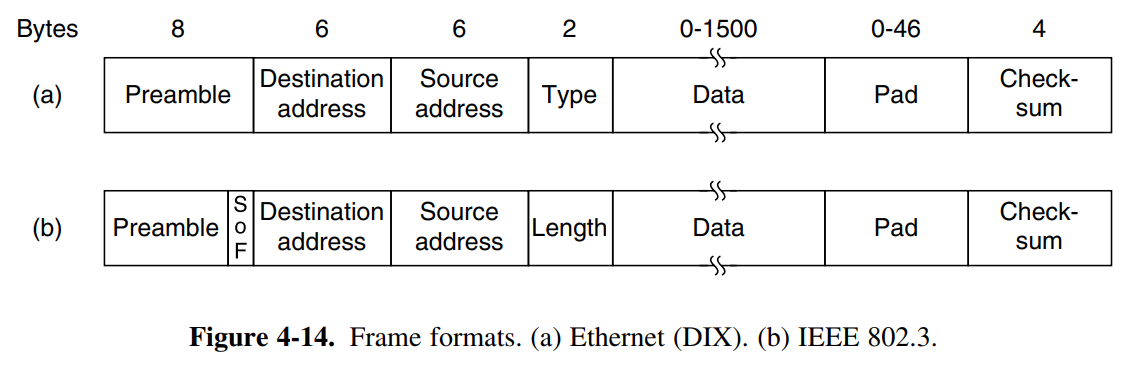 Bytes 8 6 6 2 0-1500 0-46 4
(a) Preamble Destination address Source address Type Data Pad Check-sum
(b) Preamble SoF Destination address Source address Length Data Pad Check-sum
Figure 4-14. Frame formats. (a) Ethernet (DIX). (b) IEEE 802.3.